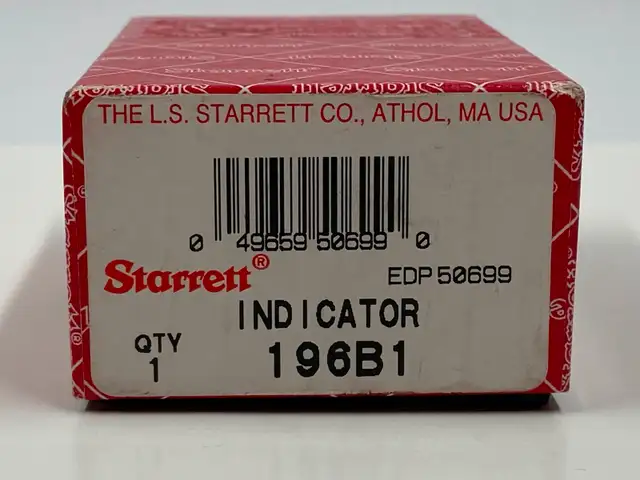 THE L.S. STARRETT CO., ATHOL, MA USA
0 49659 50699 0
Starrett®
EDP 50699
INDICATOR
QTY
1
196B1